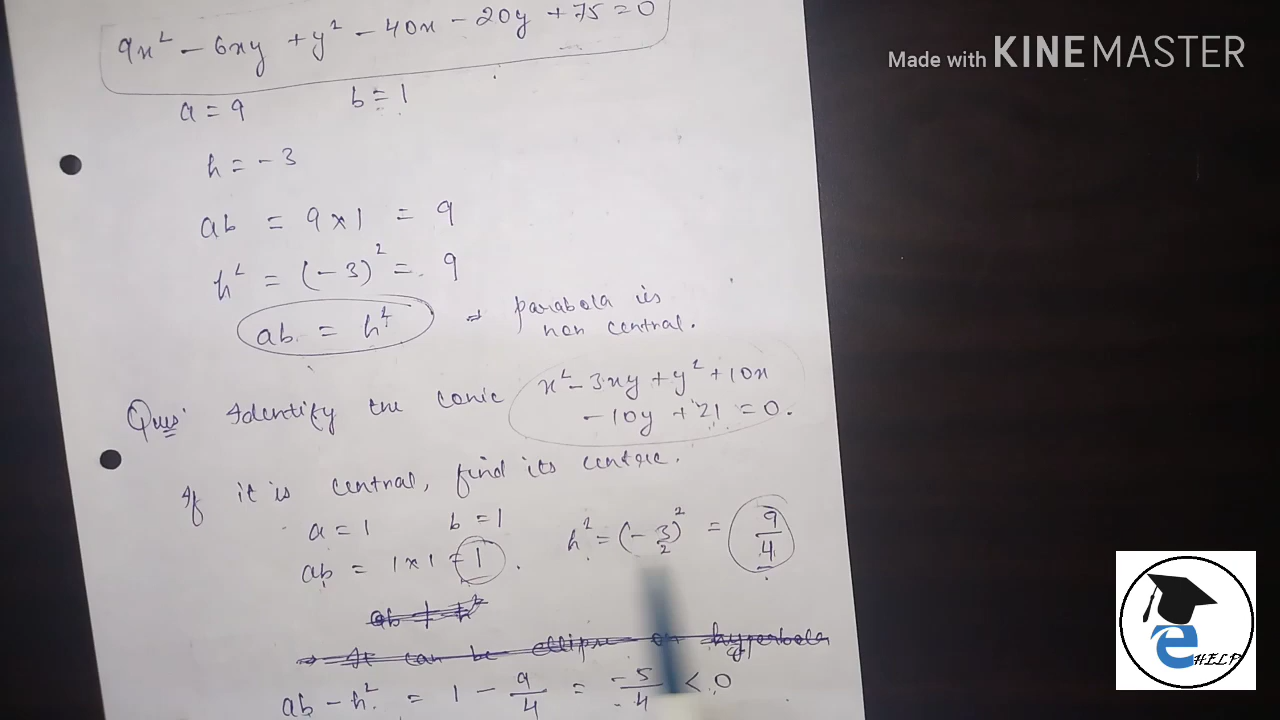 9x² - 6xy + y² - 40x - 20y + 75 = 0
Made with KINEMASTER
a = 9 b = 1
h = -3
ab = 9 x 1 = 9
h² = (-3)² = 9
ab = h² ⇒ parabola is
non central.
Ques: Identify the conic x² - 3xy + y² + 10x
- 10y + 21 = 0.
If it is central, find its centre.
a = 1 b = 1 h² = (-3/2)² = 9/4
ab = 1 x 1 = 1.
ab ≠ h²
⇒ It can be ellipse or hyperbola
ab - h² = 1 - 9/4 = -5/4 < 0
e HELP